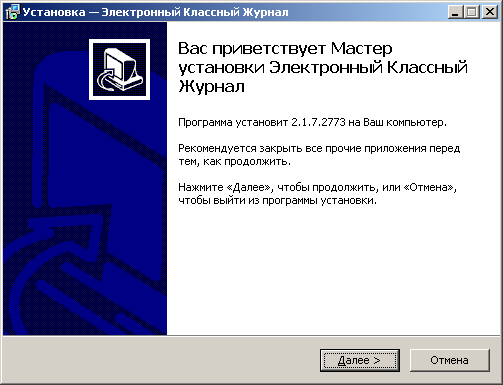 Установка — Электронный Классный Журнал
Вас приветствует Мастер
установки Электронный Классный
Журнал
Программа установит 2.1.7.2773 на Ваш компьютер.
Рекомендуется закрыть все прочие приложения перед
тем, как продолжить.
Нажмите «Далее», чтобы продолжить, или «Отмена»,
чтобы выйти из программы установки.
Далее >
Отмена